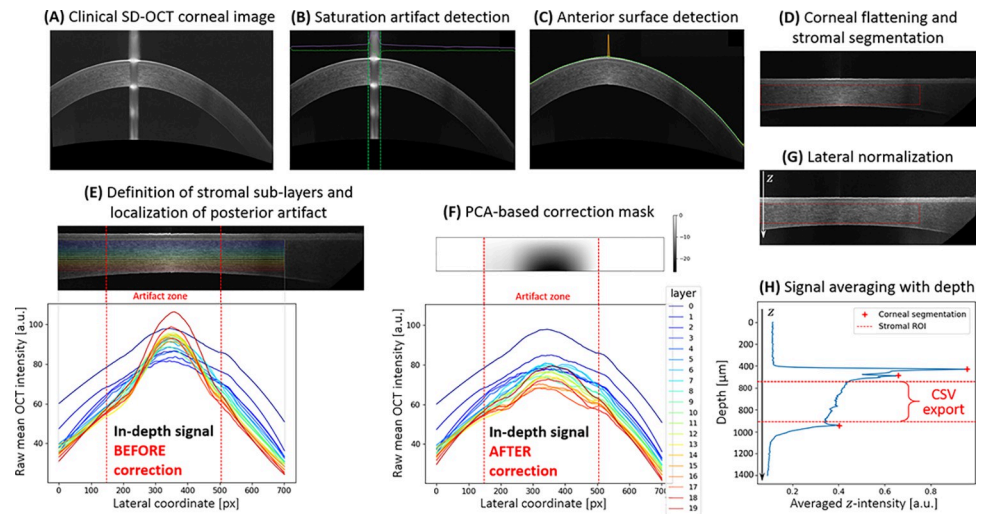 (A) Clinical SD-OCT corneal image
(B) Saturation artifact detection
(C) Anterior surface detection
(D) Corneal flattening and
stromal segmentation
(G) Lateral normalization
z
(E) Definition of stromal sub-layers and
localization of posterior artifact
Artifact zone
100
80
60
40
Raw mean OCT intensity [a.u.]
In-depth signal
BEFORE
correction
0 100 200 300 400 500 600 700
Lateral coordinate [px]
(F) PCA-based correction mask
0
−10
−20
Artifact zone
100
80
60
40
Raw mean OCT intensity [a.u.]
In-depth signal
AFTER
correction
0 100 200 300 400 500 600 700
Lateral coordinate [px]
layer
0
1
2
3
4
5
6
7
8
9
10
11
12
13
14
15
16
17
18
19
(H) Signal averaging with depth
z
Corneal segmentation
Stromal ROI
0
200
400
600
800
1000
1200
1400
Depth [μm]
CSV
export
0.2 0.4 0.6 0.8
Averaged z-intensity [a.u.]